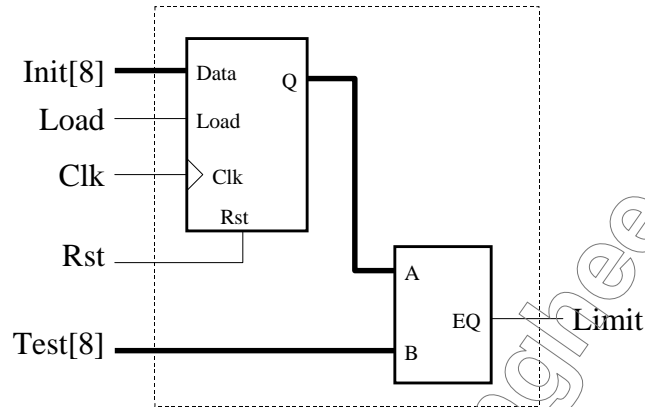 Init[8]
Data
Q
Load
Load
Clk
Clk
Rst
Rst
A
EQ
Limit
Test[8]
B